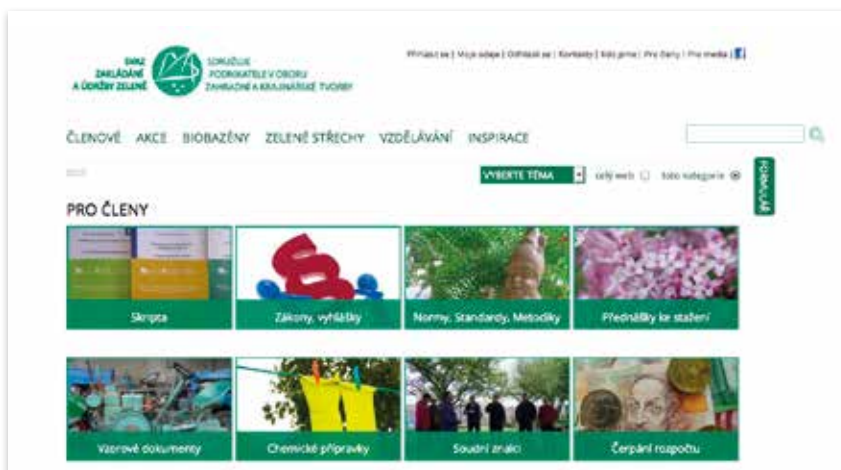 SVAZ
ZAKLÁDÁNÍ
A ÚDRŽBY ZELENĚ
SDRUŽUJE
PODNIKATELE V OBORU
ZAHRADNÍ A KRAJINÁŘSKÉ TVORBY
Přihlásit se | Moje údaje | Odhlásit se | Kontakty | Kdo jsme | Pro členy | Pro media |
ČLENOVÉ AKCE BIOBAZÉNY ZELENÉ STŘECHY VZDĚLÁVÁNÍ INSPIRACE
VYBERTE TÉMA celý web tato kategorie
FORMULÁŘ
PRO ČLENY
Skripta Zákony, vyhlášky Normy, Standardy, Metodiky Přednášky ke stažení
Vzorové dokumenty Chemické přípravky Soudní znalci Čerpání rozpočtu